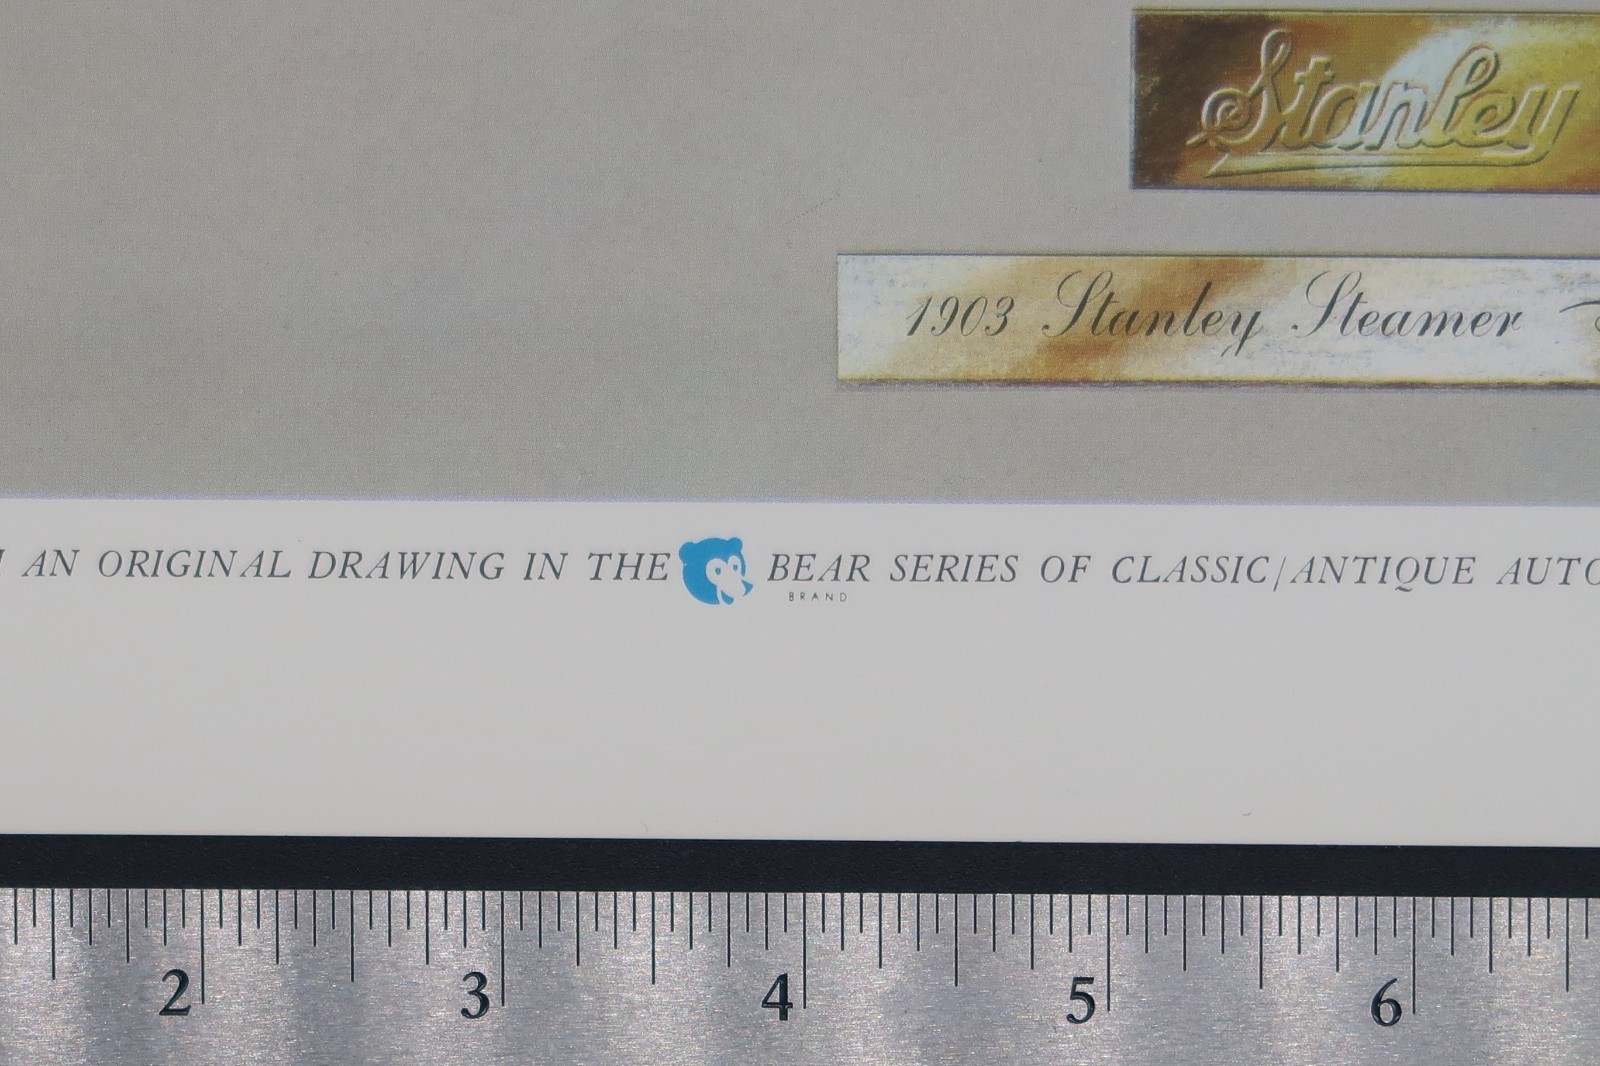 Stanley
1903 Stanley Steamer
AN ORIGINAL DRAWING IN THE BEAR SERIES OF CLASSIC/ANTIQUE AUTO
BRAND
2 3 4 5 6